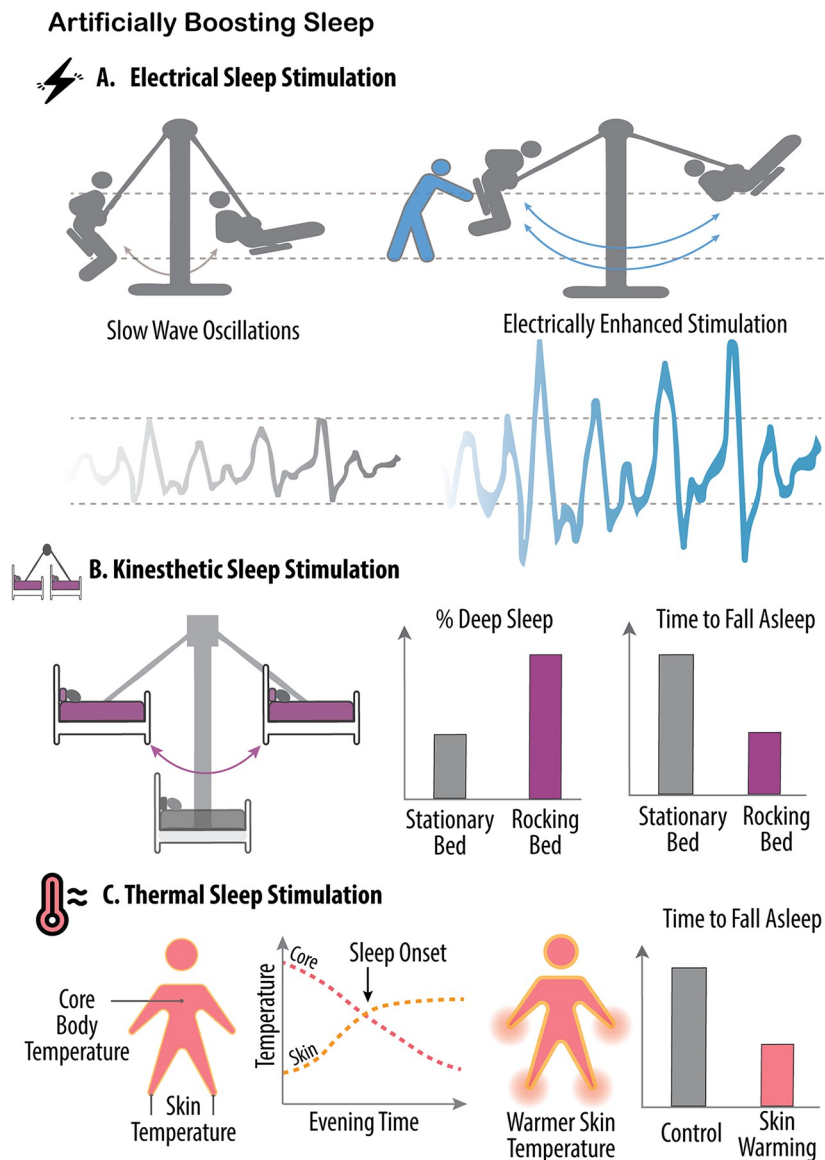 Artificially Boosting Sleep
A. Electrical Sleep Stimulation
Slow Wave Oscillations
Electrically Enhanced Stimulation
B. Kinesthetic Sleep Stimulation
% Deep Sleep
Stationary
Bed
Rocking
Bed
Time to Fall Asleep
Stationary
Bed
Rocking
Bed
C. Thermal Sleep Stimulation
Core
Body
Temperature
Skin
Temperature
Temperature
Core
Skin
Sleep Onset
Evening Time
Warmer Skin
Temperature
Time to Fall Asleep
Control
Skin
Warming